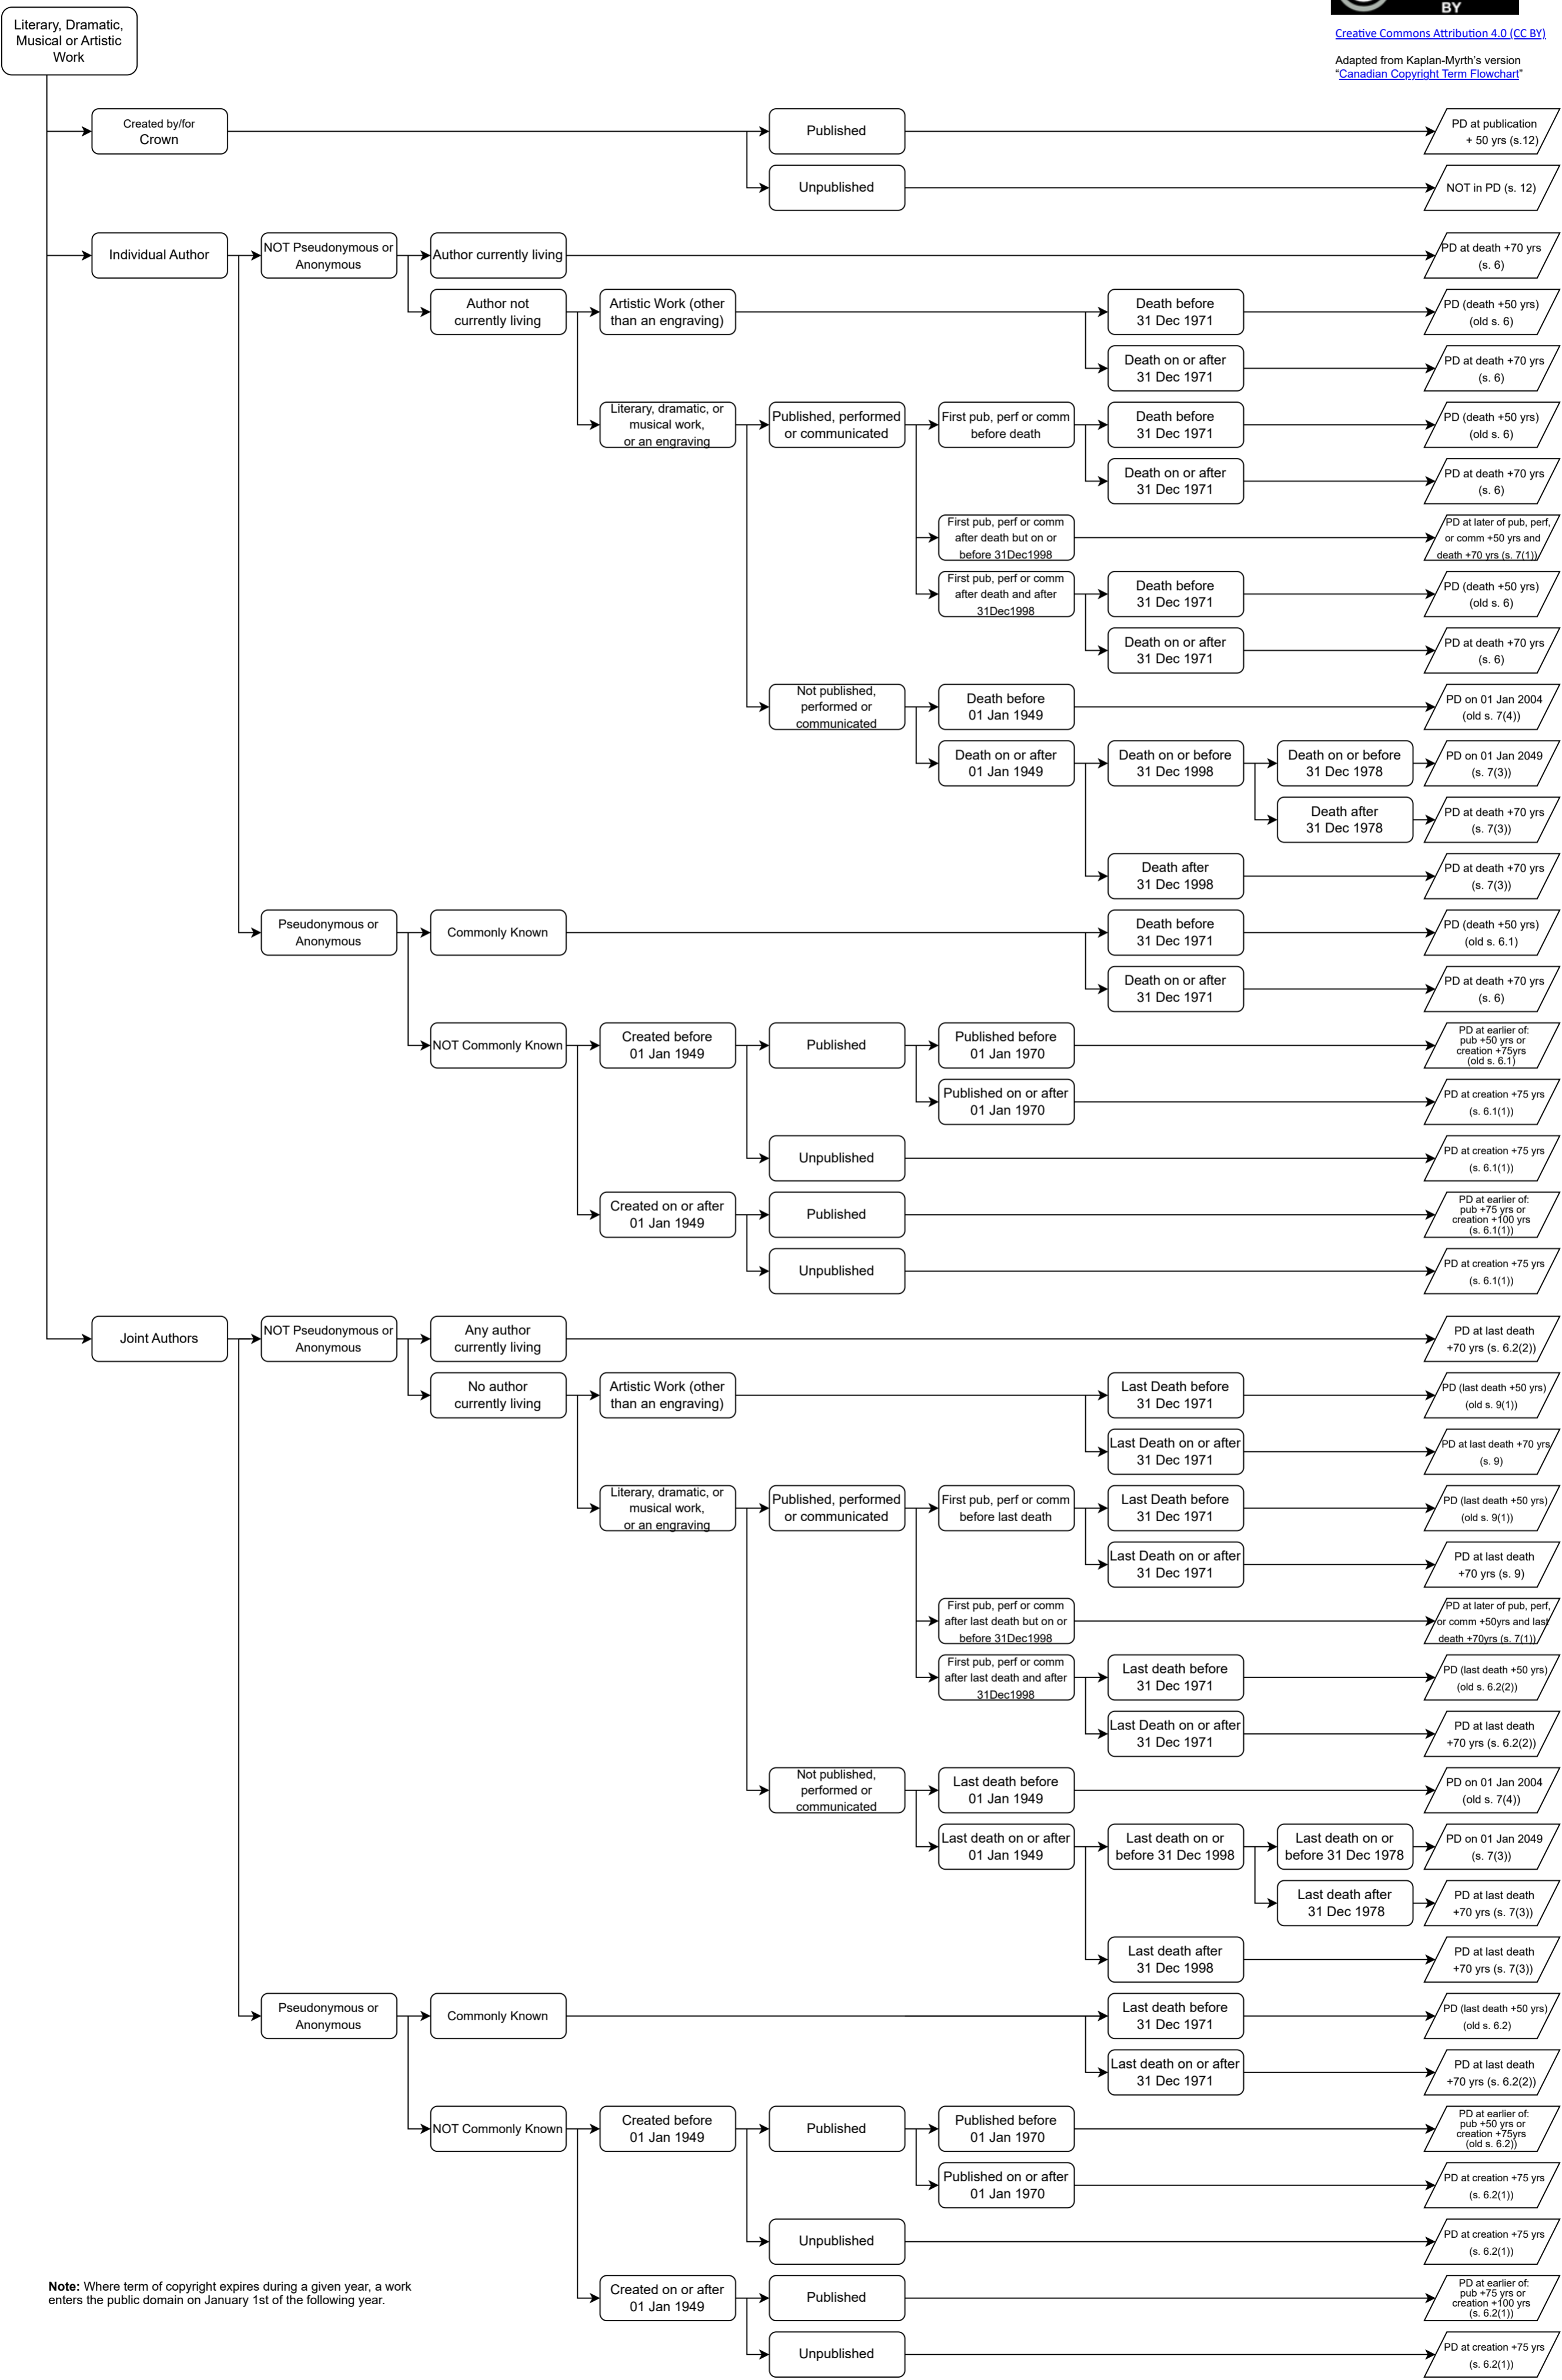 BY
Creative Commons Attribution 4.0 (CC BY)
Adapted from Kaplan-Myrth's version
“Canadian Copyright Term Flowchart”
Literary, Dramatic,
Musical or Artistic
Work
Created by/for
Crown
Published
PD at publication
+ 50 yrs (s.12)
Unpublished
NOT in PD (s. 12)
Individual Author
NOT Pseudonymous or
Anonymous
Author currently living
PD at death +70 yrs
(s. 6)
Author not
currently living
Artistic Work (other
than an engraving)
Death before
31 Dec 1971
PD (death +50 yrs)
(old s. 6)
Death on or after
31 Dec 1971
PD at death +70 yrs
(s. 6)
Literary, dramatic, or
musical work,
or an engraving
Published, performed
or communicated
First pub, perf or comm
before death
Death before
31 Dec 1971
PD (death +50 yrs)
(old s. 6)
Death on or after
31 Dec 1971
PD at death +70 yrs
(s. 6)
First pub, perf or comm
after death but on or
before 31Dec1998
PD at later of pub, perf,
or comm +50 yrs and
death +70 yrs (s. 7(1))
First pub, perf or comm
after death and after
31Dec1998
Death before
31 Dec 1971
PD (death +50 yrs)
(old s. 6)
Death on or after
31 Dec 1971
PD at death +70 yrs
(s. 6)
Not published,
performed or
communicated
Death before
01 Jan 1949
PD on 01 Jan 2004
(old s. 7(4))
Death on or after
01 Jan 1949
Death on or before
31 Dec 1998
Death on or before
31 Dec 1978
PD on 01 Jan 2049
(s. 7(3))
Death after
31 Dec 1978
PD at death +70 yrs
(s. 7(3))
Death after
31 Dec 1998
PD at death +70 yrs
(s. 7(3))
Pseudonymous or
Anonymous
Commonly Known
Death before
31 Dec 1971
PD (death +50 yrs)
(old s. 6.1)
Death on or after
31 Dec 1971
PD at death +70 yrs
(s. 6)
NOT Commonly Known
Created before
01 Jan 1949
Published
Published before
01 Jan 1970
PD at earlier of:
pub +50 yrs or
creation +75yrs
(old s. 6.1)
Published on or after
01 Jan 1970
PD at creation +75 yrs
(s. 6.1(1))
Unpublished
PD at creation +75 yrs
(s. 6.1(1))
Created on or after
01 Jan 1949
Published
PD at earlier of:
pub +75 yrs or
creation +100 yrs
(s. 6.1(1))
Unpublished
PD at creation +75 yrs
(s. 6.1(1))
Joint Authors
NOT Pseudonymous or
Anonymous
Any author
currently living
PD at last death
+70 yrs (s. 6.2(2))
No author
currently living
Artistic Work (other
than an engraving)
Last Death before
31 Dec 1971
PD (last death +50 yrs)
(old s. 9(1))
Last Death on or after
31 Dec 1971
PD at last death +70 yrs
(s. 9)
Literary, dramatic, or
musical work,
or an engraving
Published, performed
or communicated
First pub, perf or comm
before last death
Last Death before
31 Dec 1971
PD (last death +50 yrs)
(old s. 9(1))
Last Death on or after
31 Dec 1971
PD at last death
+70 yrs (s. 9)
First pub, perf or comm
after last death but on or
before 31Dec1998
PD at later of pub, perf,
or comm +50yrs and last
death +70yrs (s. 7(1))
First pub, perf or comm
after last death and after
31Dec1998
Last death before
31 Dec 1971
PD (last death +50 yrs)
(old s. 6.2(2))
Last Death on or after
31 Dec 1971
PD at last death
+70 yrs (s. 6.2(2))
Not published,
performed or
communicated
Last death before
01 Jan 1949
PD on 01 Jan 2004
(old s. 7(4))
Last death on or after
01 Jan 1949
Last death on or
before 31 Dec 1998
Last death on or
before 31 Dec 1978
PD on 01 Jan 2049
(s. 7(3))
Last death after
31 Dec 1978
PD at last death
+70 yrs (s. 7(3))
Last death after
31 Dec 1998
PD at last death
+70 yrs (s. 7(3))
Pseudonymous or
Anonymous
Commonly Known
Last death before
31 Dec 1971
PD (last death +50 yrs)
(old s. 6.2)
Last death on or after
31 Dec 1971
PD at last death
+70 yrs (s. 6.2(2))
NOT Commonly Known
Created before
01 Jan 1949
Published
Published before
01 Jan 1970
PD at earlier of:
pub +50 yrs or
creation +75yrs
(old s. 6.2))
Published on or after
01 Jan 1970
PD at creation +75 yrs
(s. 6.2(1))
Unpublished
PD at creation +75 yrs
(s. 6.2(1))
Created on or after
01 Jan 1949
Published
PD at earlier of:
pub +75 yrs or
creation +100 yrs
(s. 6.2(1))
Unpublished
PD at creation +75 yrs
(s. 6.2(1))
Note: Where term of copyright expires during a given year, a work
enters the public domain on January 1st of the following year.